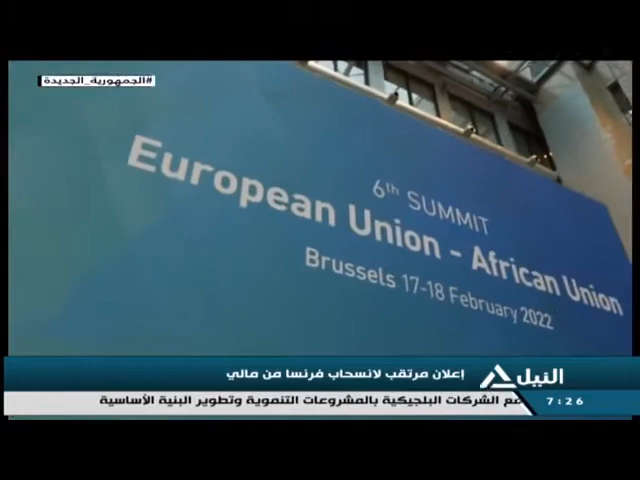 #الجمهورية_الجديدة
6th SUMMIT
European Union - African Union
Brussels 17-18 February 2022
إعلان مرتقب لانسحاب فرنسا من مالي
النيل
الشركات البلجيكية بالمشروعات التنموية وتطوير البنية الأساسية
7:26